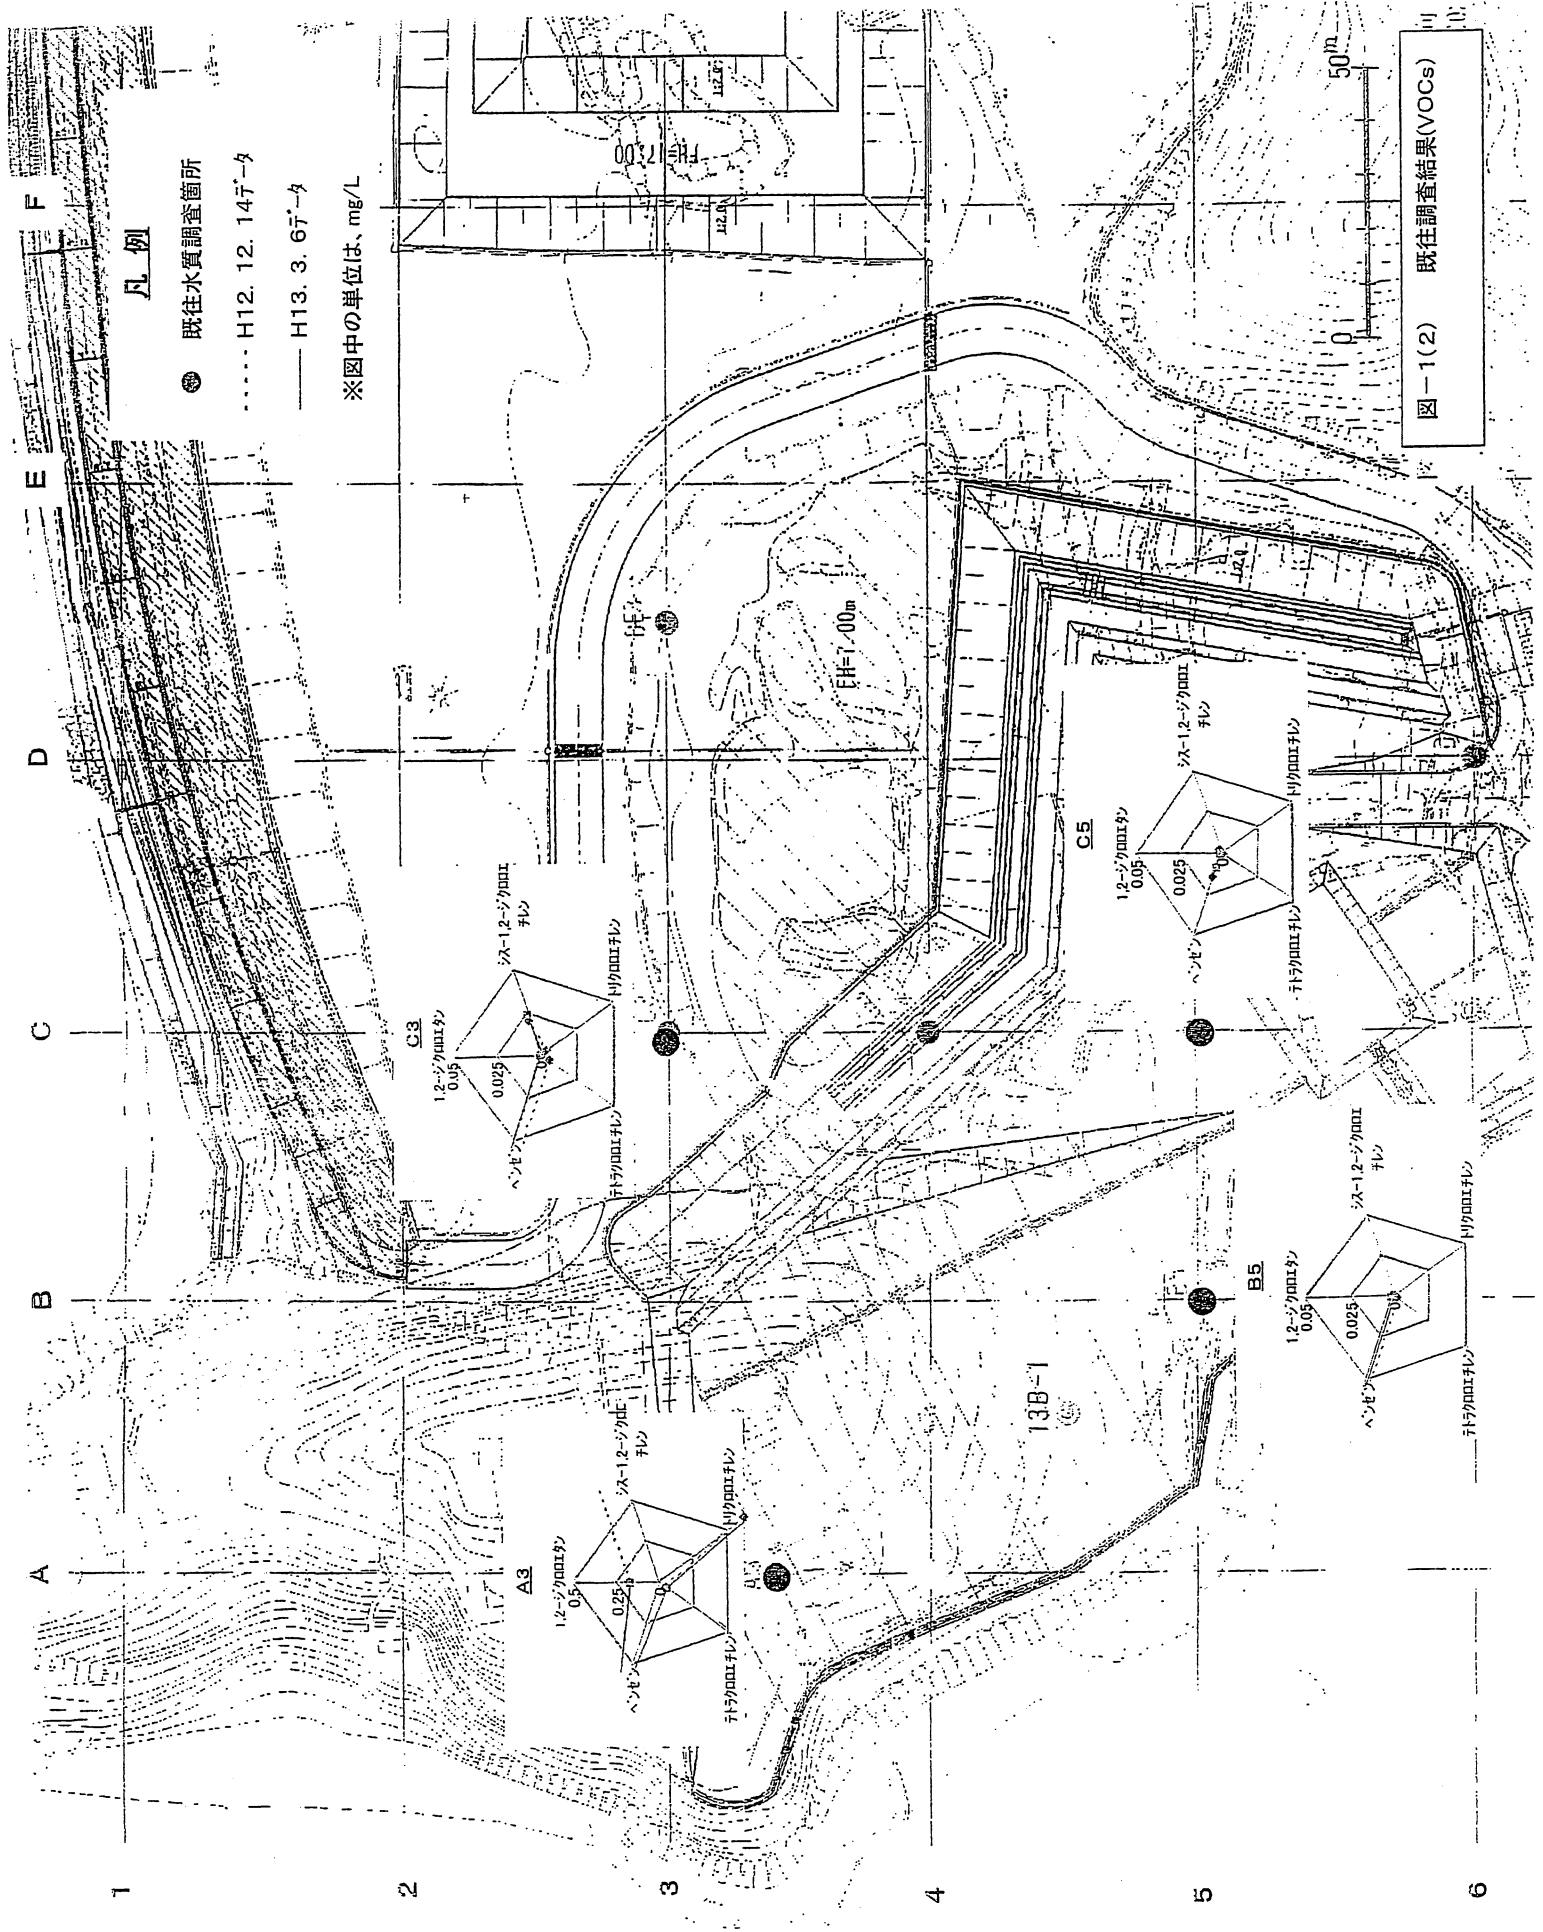 A
B
C
D
E
F
1
2
3
4
5
6
凡例
既往水質調査箇所
H12. 12. 14データ
H13. 3. 6データ
※図中の単位は、mg/L
C3
1,2-ジクロロエタン
0.05
0.025
0
シス-1,2-ジクロロエ
チレン
トリクロロエチレン
テトラクロロエチレン
ベンゼン
A3
1,2-ジクロロエタン
0.5
0.25
0
シス-1,2-ジクロロエ
チレン
トリクロロエチレン
テトラクロロエチレン
ベンゼン
C5
1,2-ジクロロエタン
0.05
0.025
0
シス-1,2-ジクロロエ
チレン
トリクロロエチレン
テトラクロロエチレン
ベンゼン
B5
1,2-ジクロロエタン
0.05
0.025
0
シス-1,2-ジクロロエ
チレン
トリクロロエチレン
テトラクロロエチレン
ベンゼン
13B-1
0
50m
図-1(2) 既往調査結果(VOCs)